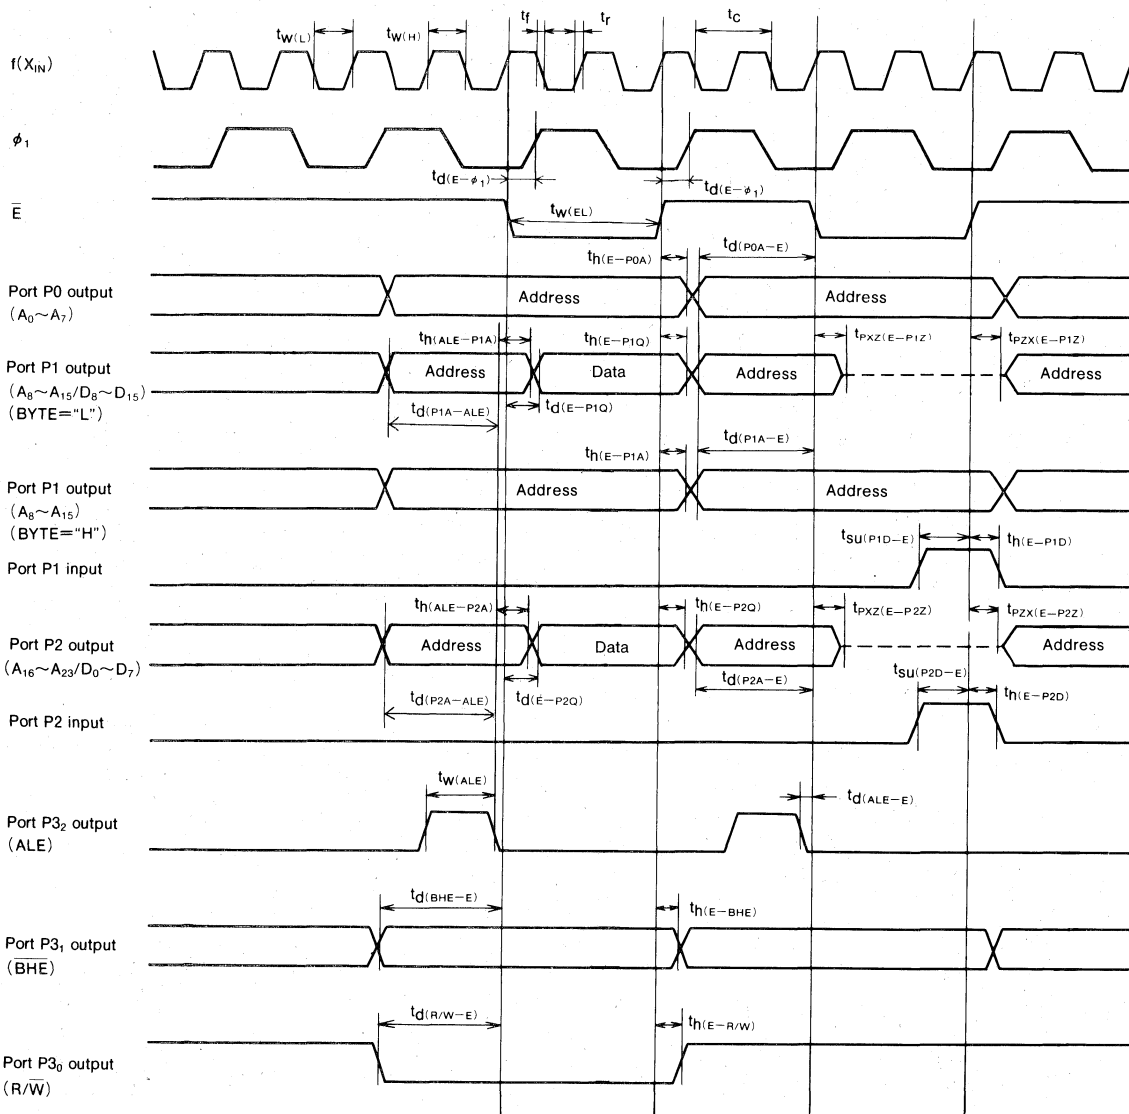 tf tr tC
tW(L) tW(H)
f(XIN)
ϕ1
td(E−ϕ1) td(E−ϕ1)
E̅ tW(EL)
td(P0A−E)
th(E−P0A)
Port P0 output Address Address
(A0~A7)
th(ALE−P1A) th(E−P1Q) tPXZ(E−P1Z) tPZX(E−P1Z)
Port P1 output Address Data Address Address
(A8~A15/D8~D15)
(BYTE="L") td(P1A−ALE) td(E−P1Q)
td(P1A−E)
th(E−P1A)
Port P1 output Address Address
(A8~A15)
(BYTE="H")
tsu(P1D−E) th(E−P1D)
Port P1 input
th(ALE−P2A) th(E−P2Q) tPXZ(E−P2Z) tPZX(E−P2Z)
Port P2 output Address Data Address Address
(A16~A23/D0~D7)
tsu(P2D−E)
td(P2A−ALE) td(E−P2Q) td(P2A−E) th(E−P2D)
Port P2 input
tW(ALE) td(ALE−E)
Port P32 output
(ALE)
td(BHE−E) th(E−BHE)
Port P31 output
(B̅H̅E̅)
td(R/W−E) th(E−R/W)
Port P30 output
(R/W̅)